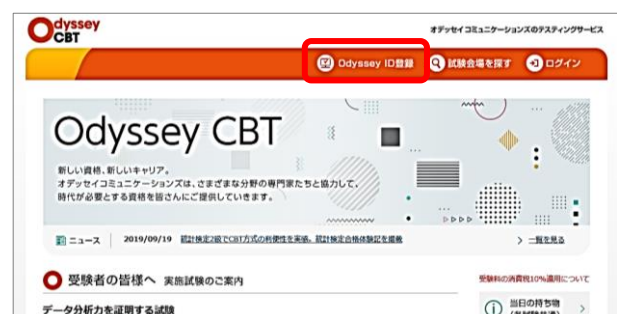 Odyssey CBT
オデッセイコミュニケーションズのテスティングサービス
Odyssey ID登録 試験会場を探す ログイン
Odyssey CBT
新しい資格、新しいキャリア。
オデッセイコミュニケーションズは、さまざまな分野の専門家たちと協力して、
時代が必要とする資格を皆さんにご提供していきます。
ニュース 2019/09/19 統計検定2級でCBT方式の利便性を実感。統計検定合格体験記を掲載 > 一覧を見る
受験者の皆様へ 実施試験のご案内
受験料の消費税10%適用について
データ分析力を証明する試験
当日の持ち物 >